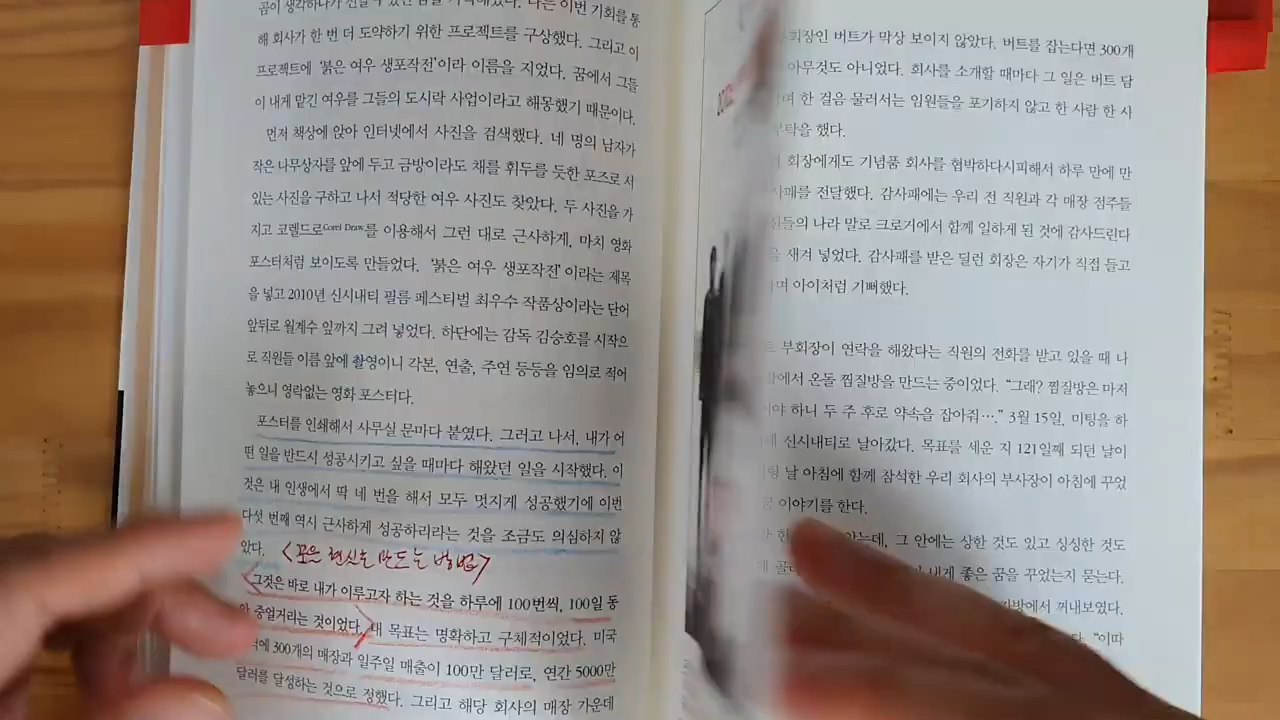 곰이 생각하나가 전
나는 이번 기회를 통
해 회사가 한 번 더 도약하기 위한 프로젝트를 구상했다. 그리고 이
프로젝트에 '붉은 여우 생포작전'이라 이름을 지었다. 꿈에서 그들
이 내게 맡긴 여우를 그들의 도시락 사업이라고 해몽했기 때문이다.
먼저 책상에 앉아 인터넷에서 사진을 검색했다. 네 명의 남자가
작은 나무상자를 앞에 두고 금방이라도 채를 휘두를 듯한 포즈로 서
있는 사진을 구하고 나서 적당한 여우 사진도 찾았다. 두 사진을 가
지고 코렐드로Corel Draw를 이용해서 그런 대로 근사하게, 마치 영화
포스터처럼 보이도록 만들었다. '붉은 여우 생포작전'이라는 제목
을 넣고 2010년 신시내티 필름 페스티벌 최우수 작품상이라는 단어
앞뒤로 월계수 잎까지 그려 넣었다. 하단에는 감독 김승호를 시작으
로 직원들 이름 앞에 촬영이니 각본, 연출, 주연 등등을 임의로 적어
놓으니 영락없는 영화 포스터다.
포스터를 인쇄해서 사무실 문마다 붙였다. 그러고 나서, 내가 어
떤 일을 반드시 성공시키고 싶을 때마다 해왔던 일을 시작했다. 이
것은 내 인생에서 딱 네 번을 해서 모두 멋지게 성공했기에 이번
다섯 번째 역시 근사하게 성공하리라는 것을 조금도 의심하지 않
았다. <꿈을 현실로 만드는 방법>
그것은 바로 내가 이루고자 하는 것을 하루에 100번씩, 100일 동
안 중얼거리는 것이었다. 내 목표는 명확하고 구체적이었다. 미국
에 300개의 매장과 일주일 매출이 100만 달러로, 연간 5000만
달러를 달성하는 것으로 정했다. 그리고 해당 회사의 매장 가운데
회장인 버트가 막상 보이지 않았다. 버트를 잡는다면 300개
아무것도 아니었다. 회사를 소개할 때마다 그 일은 버트 담
며 한 걸음 물러서는 임원들을 포기하지 않고 한 사람 한 사
부탁을 했다.
회장에게도 기념품 회사를 협박하다시피해서 하루 만에 만
사패를 전달했다. 감사패에는 우리 전 직원과 각 매장 점주들
신들의 나라 말로 크로거에서 함께 일하게 된 것에 감사드린다
을 새겨 넣었다. 감사패를 받은 딜런 회장은 자기가 직접 들고
며 아이처럼 기뻐했다.
부회장이 연락을 해왔다는 직원의 전화를 받고 있을 때 나
에서 온돌 찜질방을 만드는 중이었다. "그래? 찜질방은 마저
야 하니 두 주 후로 약속을 잡아줘…." 3월 15일, 미팅을 하
신시내티로 날아갔다. 목표를 세운 지 121일째 되던 날이
날 아침에 함께 참석한 우리 회사의 부사장이 아침에 꾸었
이야기를 한다.
았는데, 그 안에는 상한 것도 있고 싱싱한 것도
에게 좋은 꿈을 꾸었는지 묻는다.
가방에서 꺼내보였다.
"이따